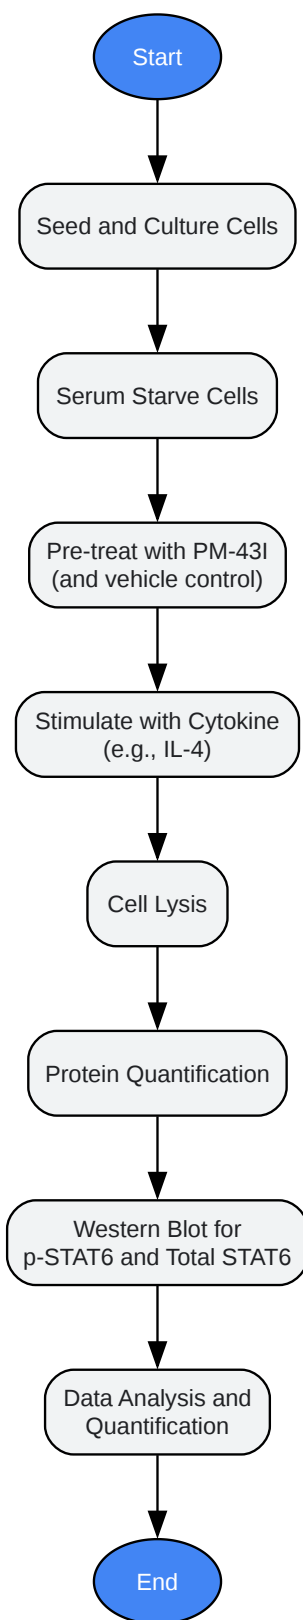 Start
Seed and Culture Cells
Serum Starve Cells
Pre-treat with PM-43I
(and vehicle control)
Stimulate with Cytokine
(e.g., IL-4)
Cell Lysis
Protein Quantification
Western Blot for
p-STAT6 and Total STAT6
Data Analysis and
Quantification
End